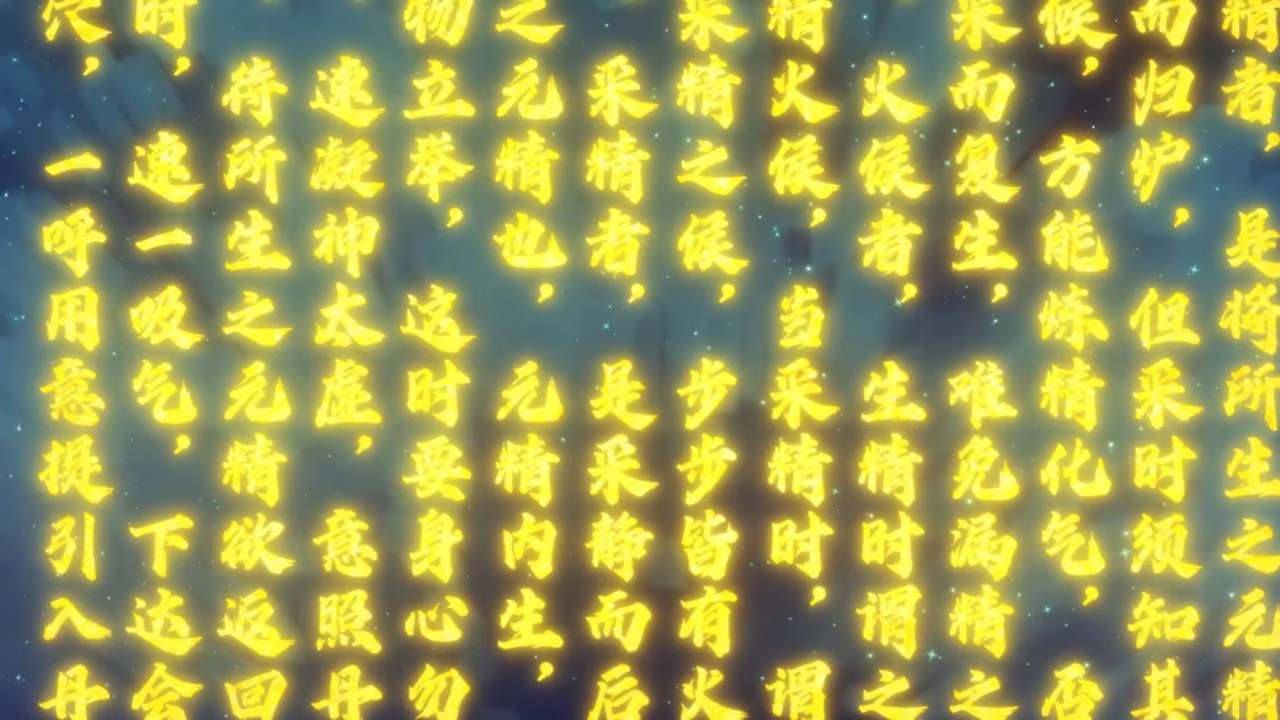 精者，是将所生之元精
而归炉，但采时须知其
候，方能炼精化气，否
采而复生，唯免漏精之
火候者，生精时谓之
精火候，当采精时，谓
采精之候，步步皆有火
采精者，是采静而后
之元精也，元精内生，
物立举，这时要身心勿
速凝神太虚，意照丹
待所生之元精欲返回
时，速一吸气，下达会
穴，一呼用意提引入丹